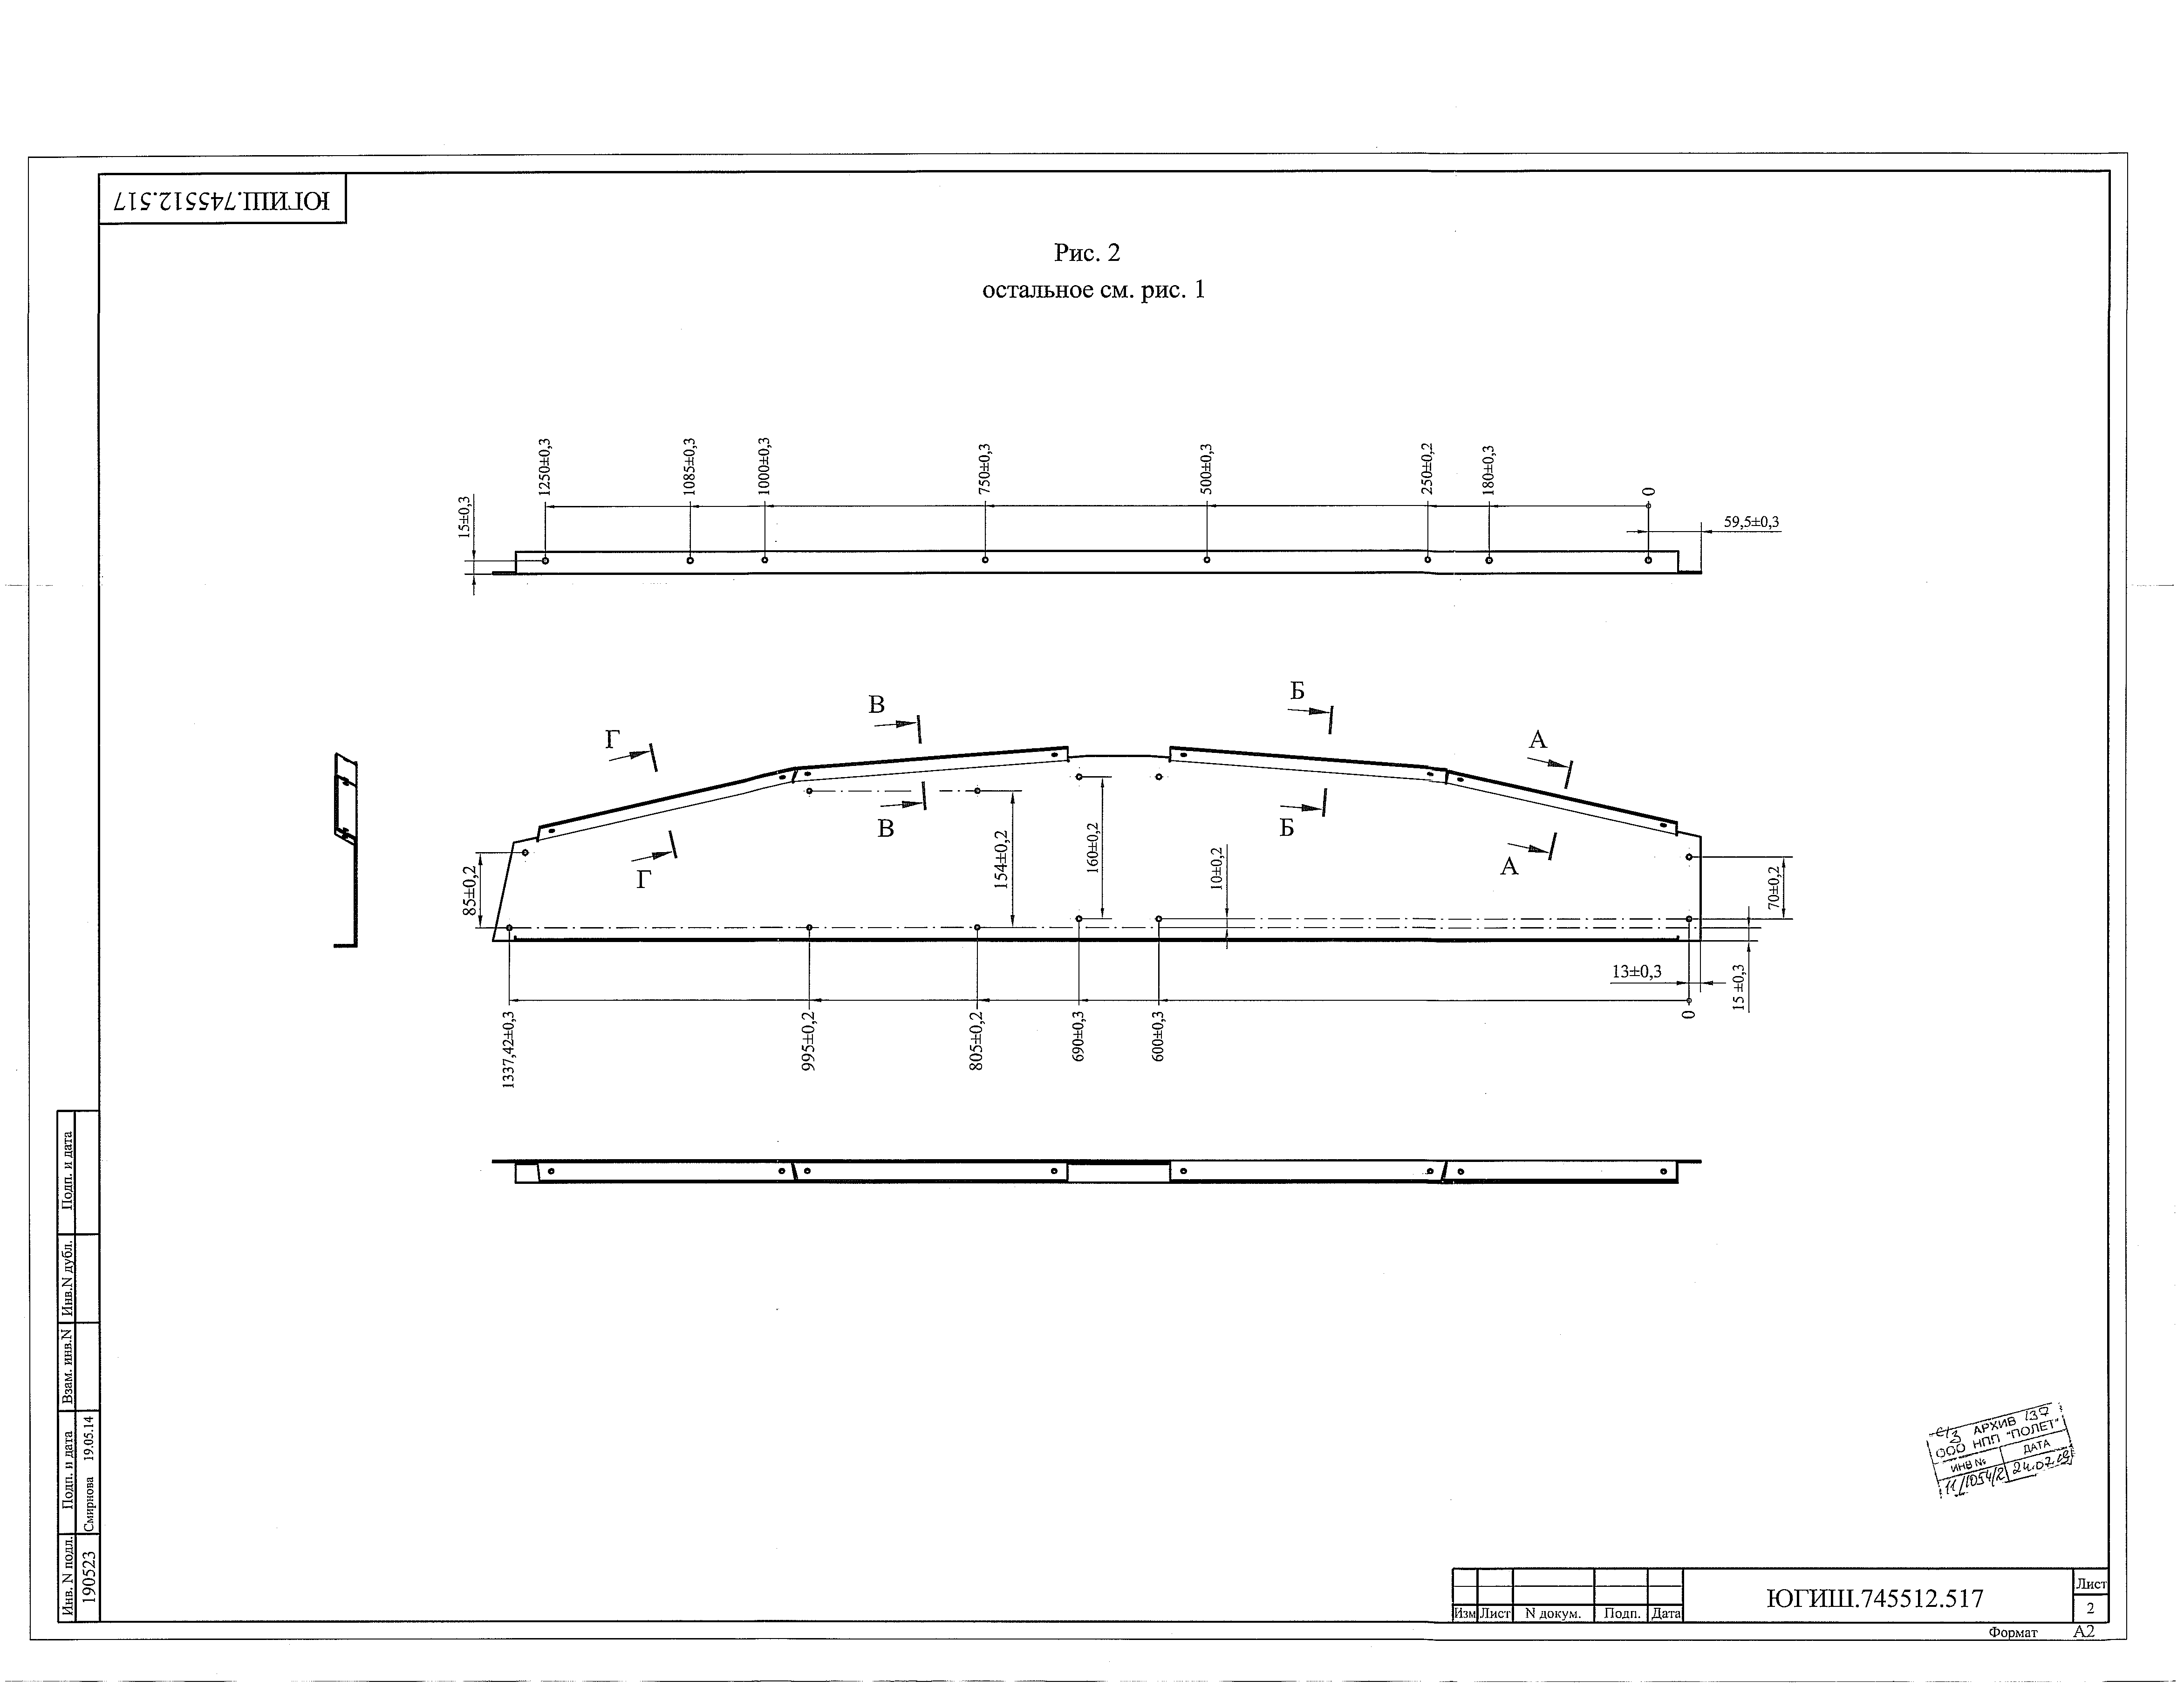 ЮГИШ.745512.517
Рис. 2
остальное см. рис. 1
15±0,3
1250±0,3
1085±0,3
1000±0,3
750±0,3
500±0,3
250±0,2
180±0,3
0
59,5±0,3
Г
В
Б
А
Г
В
Б
А
85±0,2
154±0,2
160±0,2
10±0,2
70±0,2
13±0,3
15 ±0,3
1337,42±0,3
995±0,2
805±0,2
690±0,3
600±0,3
0
Подп. и дата
Инв.N дубл.
Взам. инв.N
Подп. и дата
Смирнова 19.05.14
Инв. N подл.
190523
АРХИВ 137
ООО НПП "ПОЛЕТ"
ИНВ № ДАТА
11/1054/2 24.07.19
Изм Лист N докум. Подп. Дата
ЮГИШ.745512.517
Лист
2
Формат А2